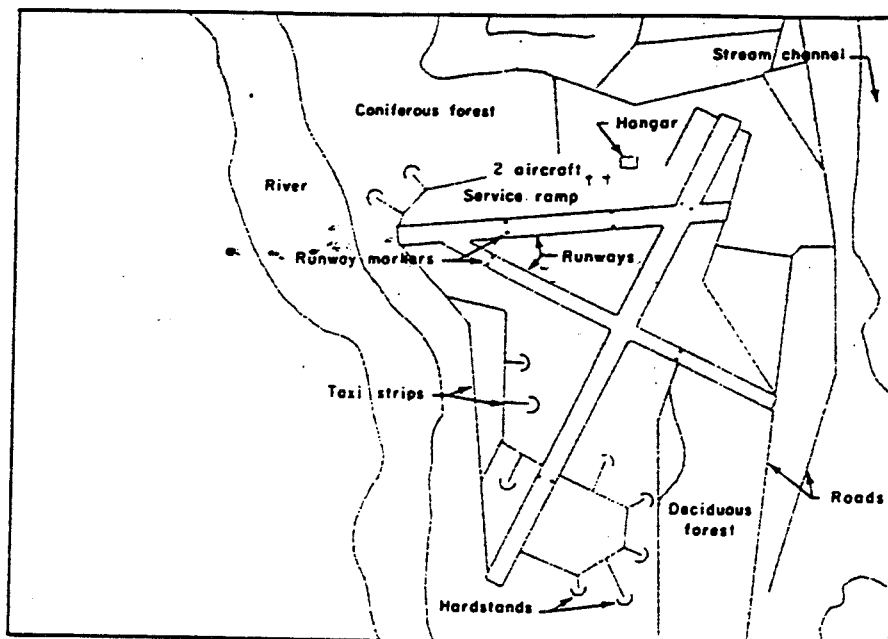 Stream channel
Coniferous forest
Hangar
2 aircraft
River
Service ramp
Runway markers
Runways
Taxi strips
Roads
Deciduous
forest
Hardstands